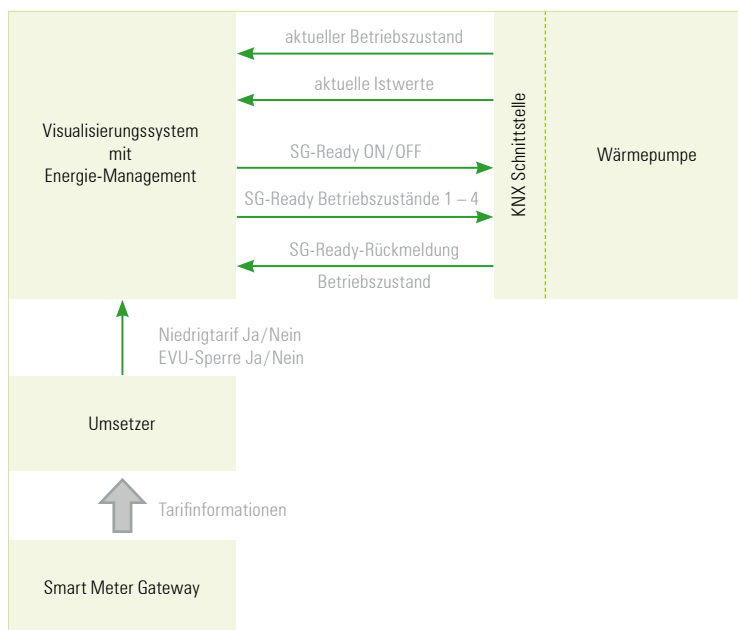 aktueller Betriebszustand
aktuelle Istwerte
Visualisierungssystem
mit
Energie-Management
SG-Ready ON/OFF
SG-Ready Betriebszustände 1 – 4
SG-Ready-Rückmeldung
Betriebszustand
KNX Schnittstelle
Wärmepumpe
Niedrigtarif Ja/Nein
EVU-Sperre Ja/Nein
Umsetzer
Tarifinformationen
Smart Meter Gateway